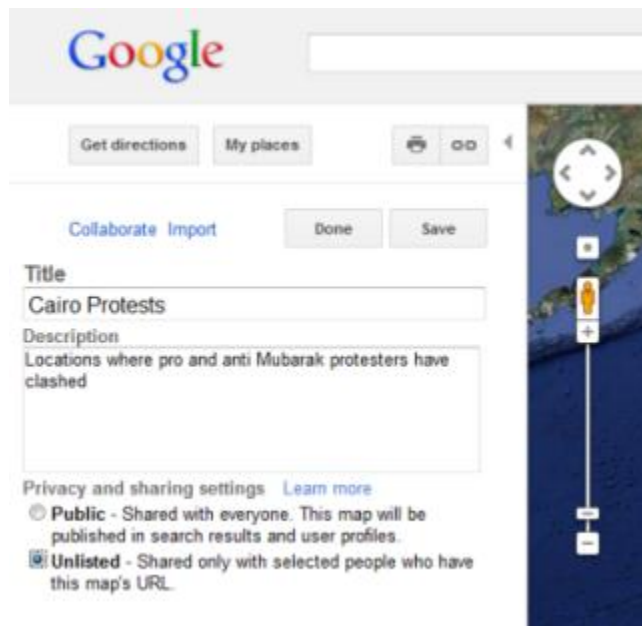 Google
Get directions My places
Collaborate Import Done Save
Title
Cairo Protests
Description
Locations where pro and anti Mubarak protesters have
clashed
Privacy and sharing settings Learn more
Public - Shared with everyone. This map will be
published in search results and user profiles.
Unlisted - Shared only with selected people who have
this map's URL.